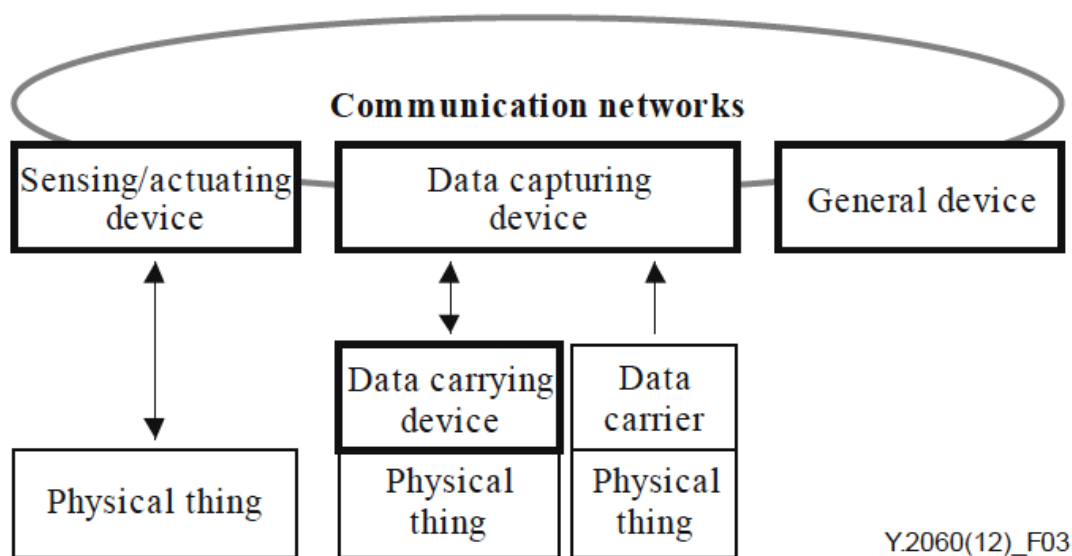 Communication networks
Sensing/actuating
device
Data capturing
device
General device
Data carrying
device
Data
carrier
Physical thing
Physical
thing
Physical
thing
Y.2060(12)_F03